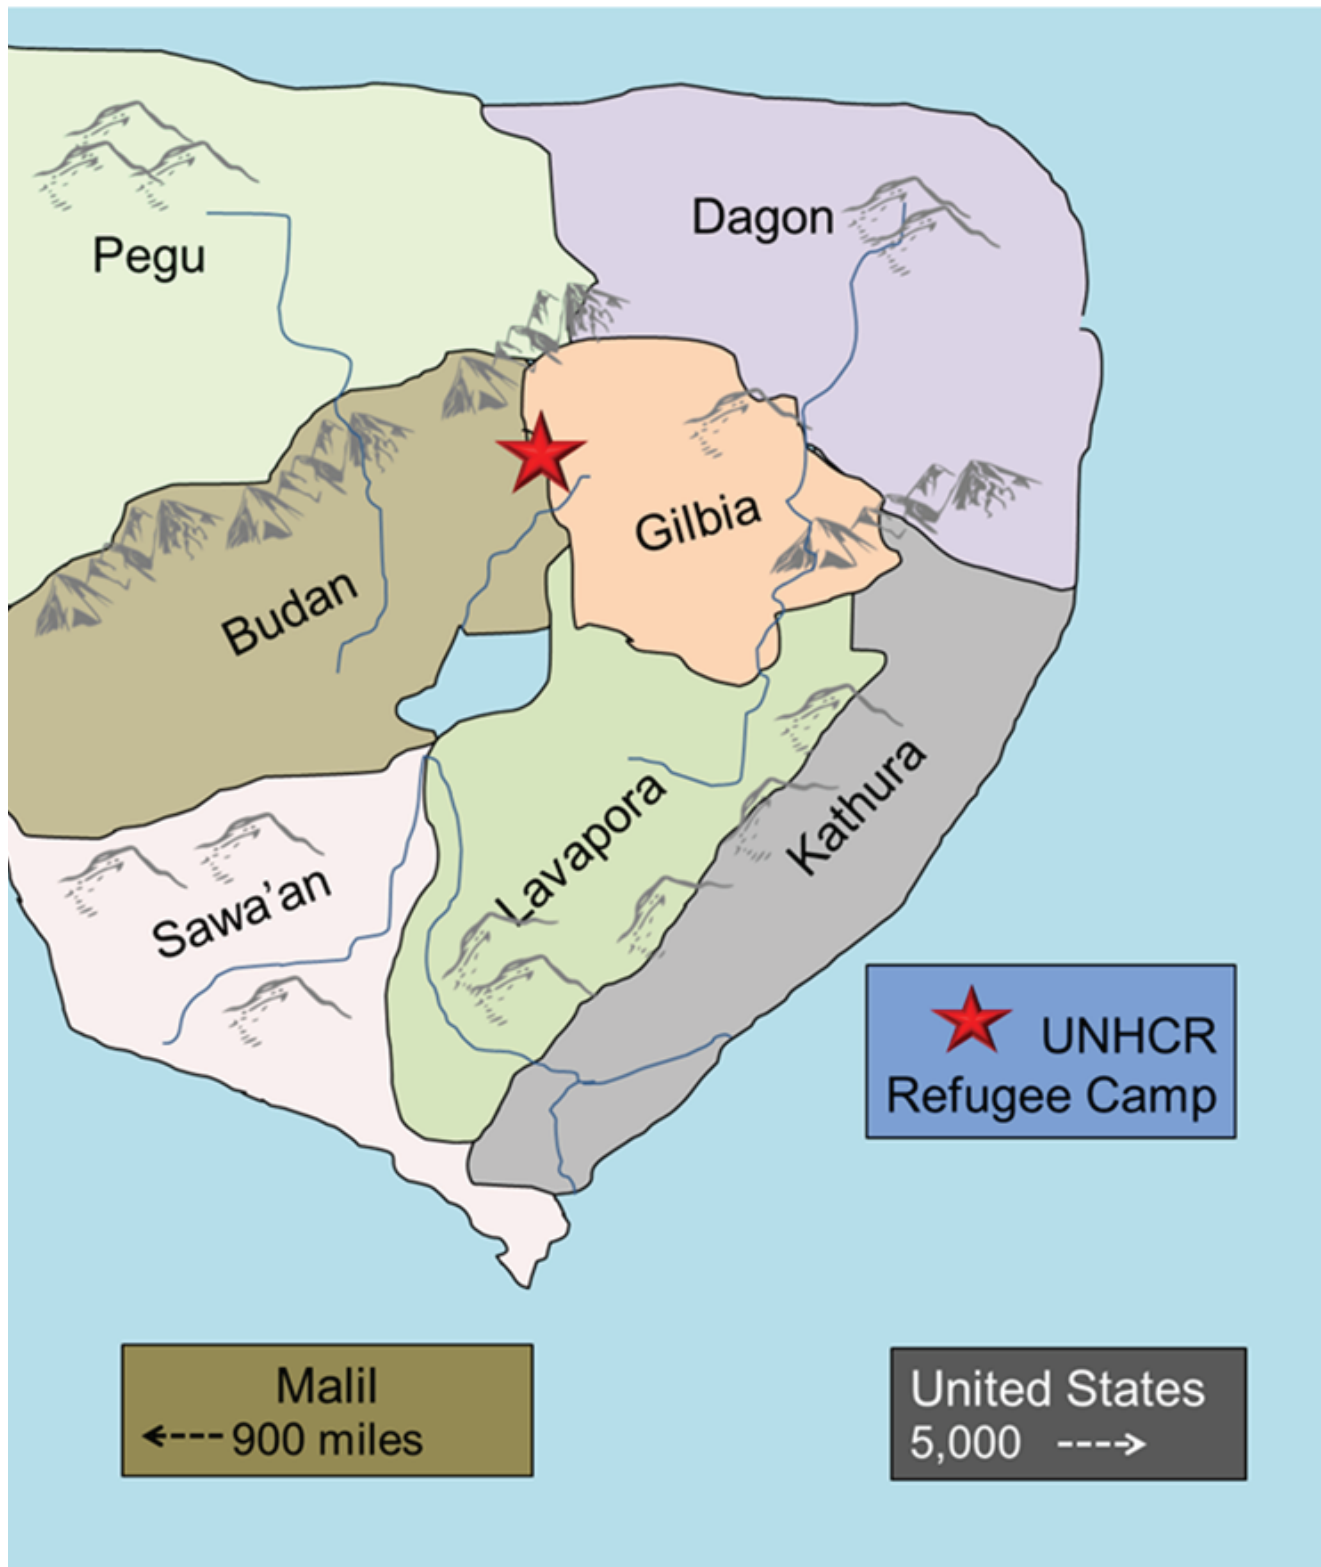 Dagon
Pegu
Gilbia
Budan
Lavapora
Kathura
Sawa'an
UNHCR
Refugee Camp
Malil
900 miles
United States
5,000